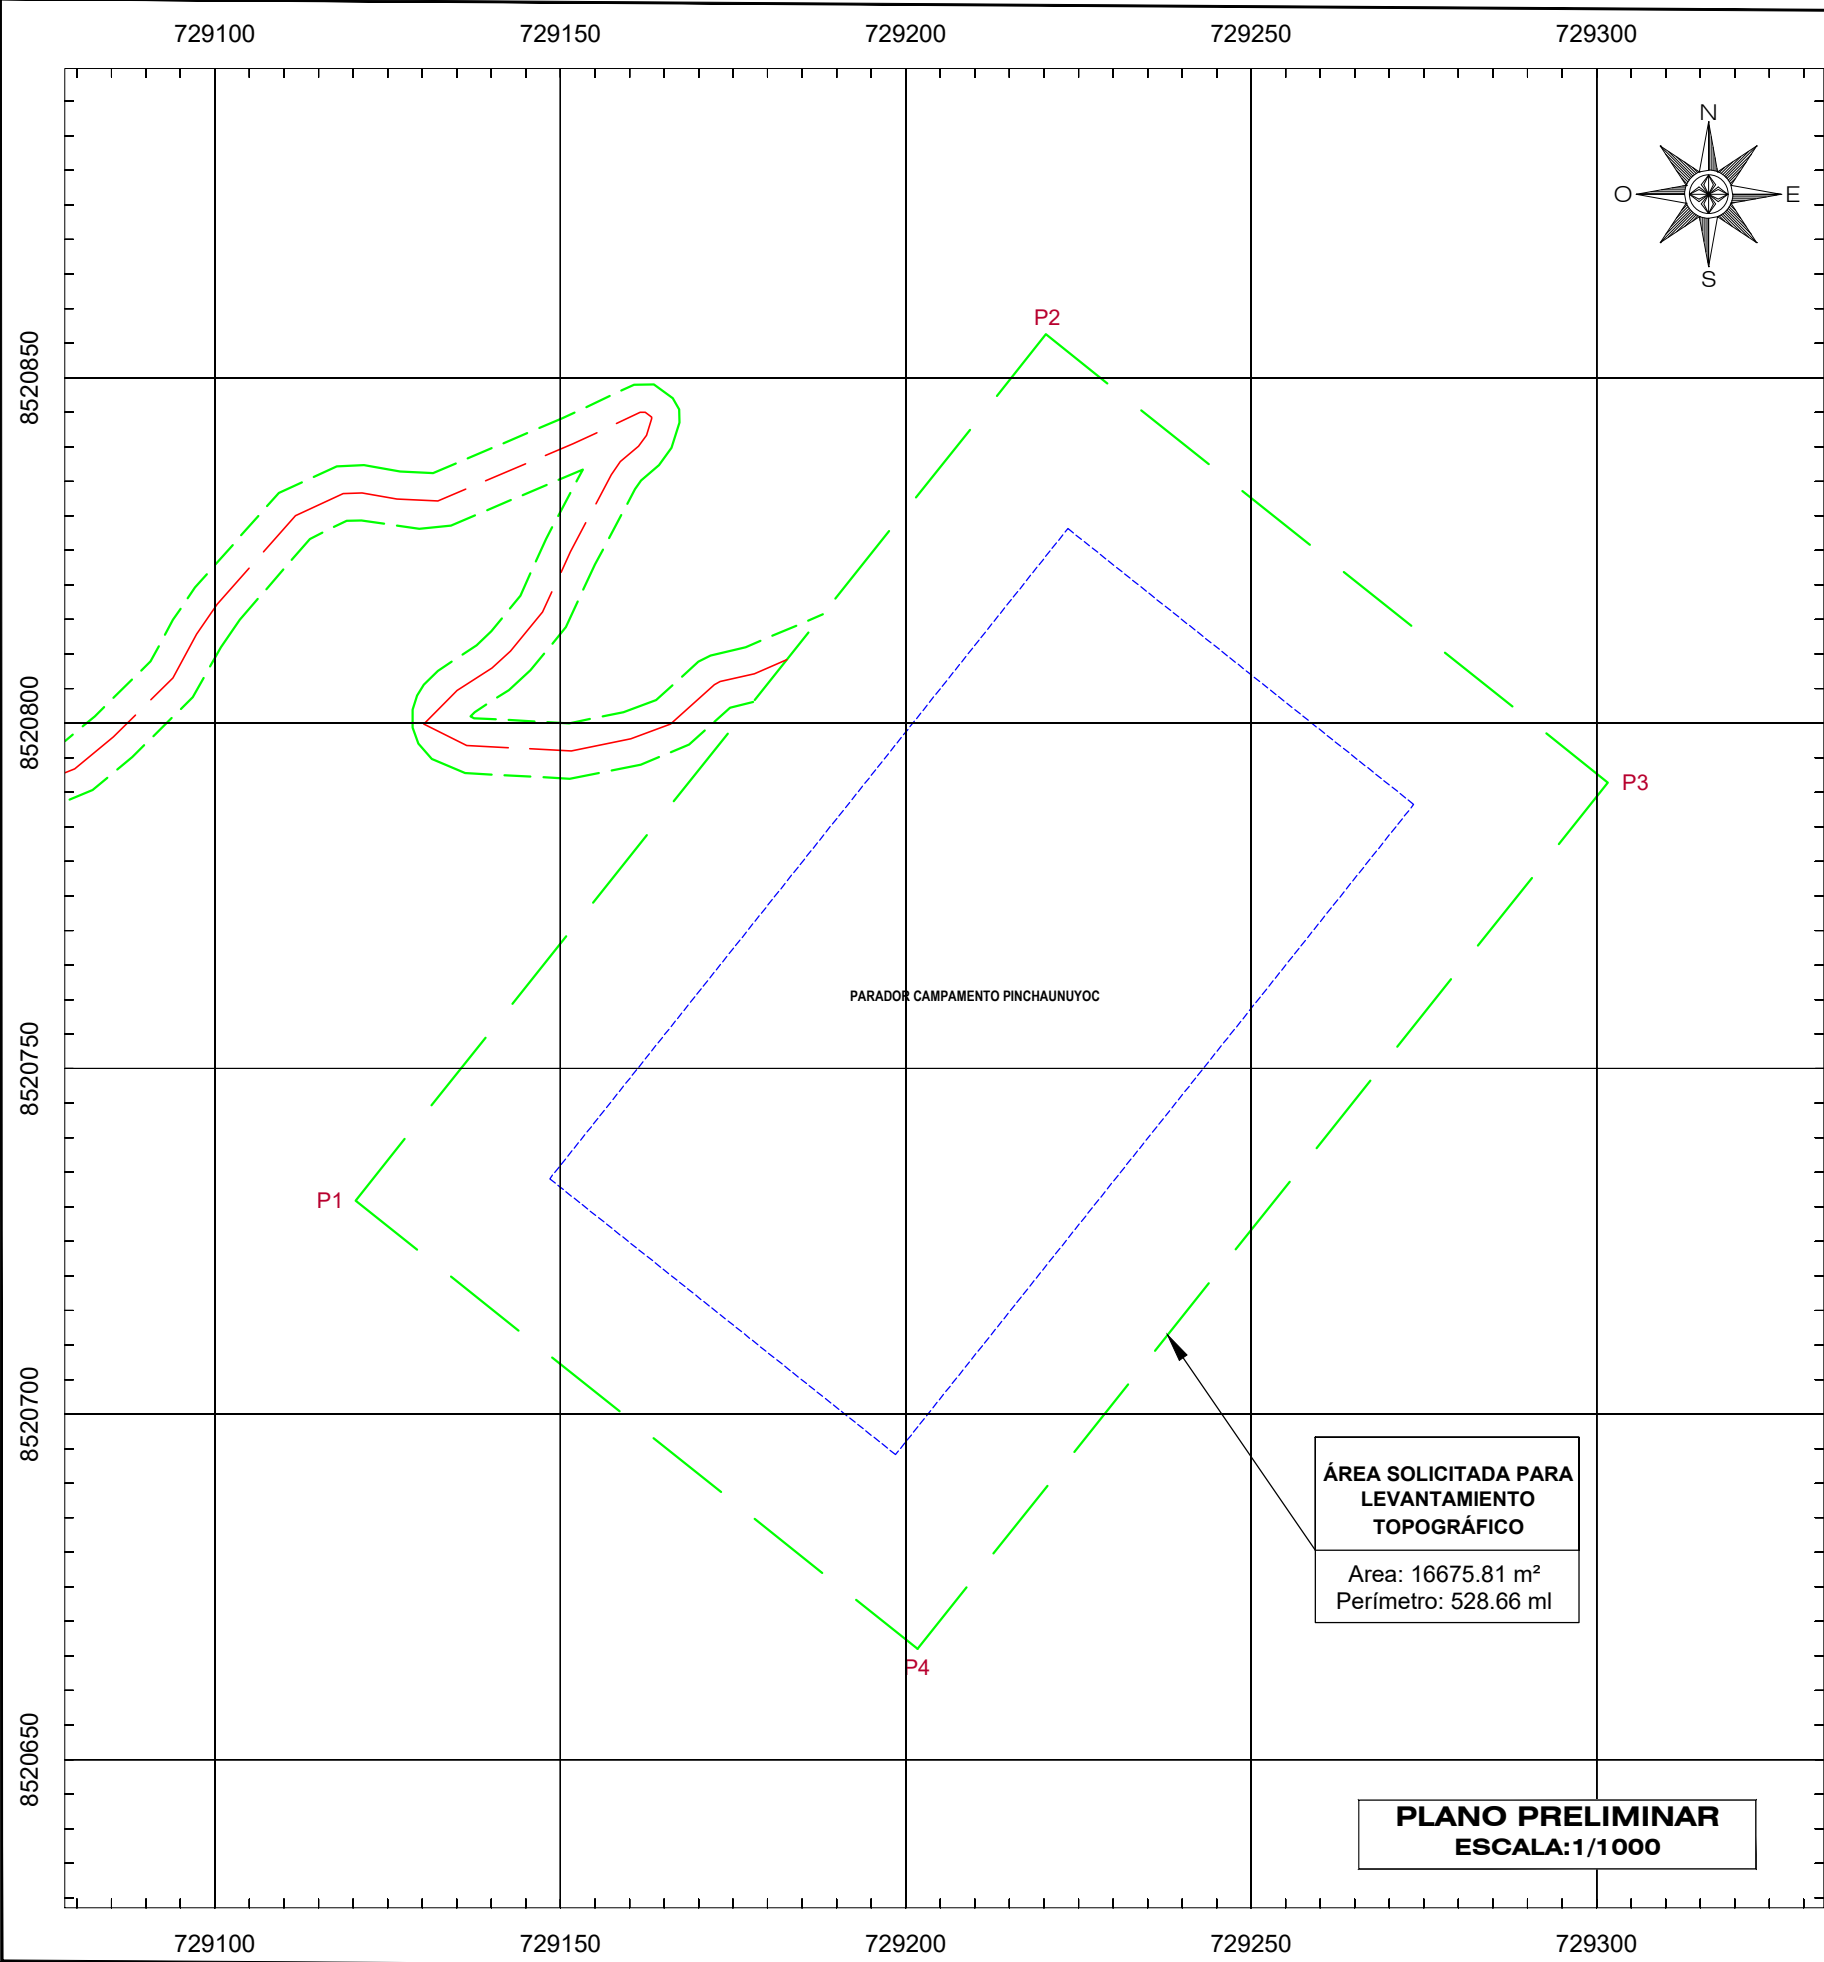 729100 729150 729200 729250 729300
N
O E
S
P2
8520850
8520800
P3
PARADOR CAMPAMENTO PINCHAUNUYOC
8520750
P1
8520700
ÁREA SOLICITADA PARA
LEVANTAMIENTO
TOPOGRÁFICO
Area: 16675.81 m²
Perímetro: 528.66 ml
P4
8520650
PLANO PRELIMINAR
ESCALA:1/1000
729100 729150 729200 729250 729300